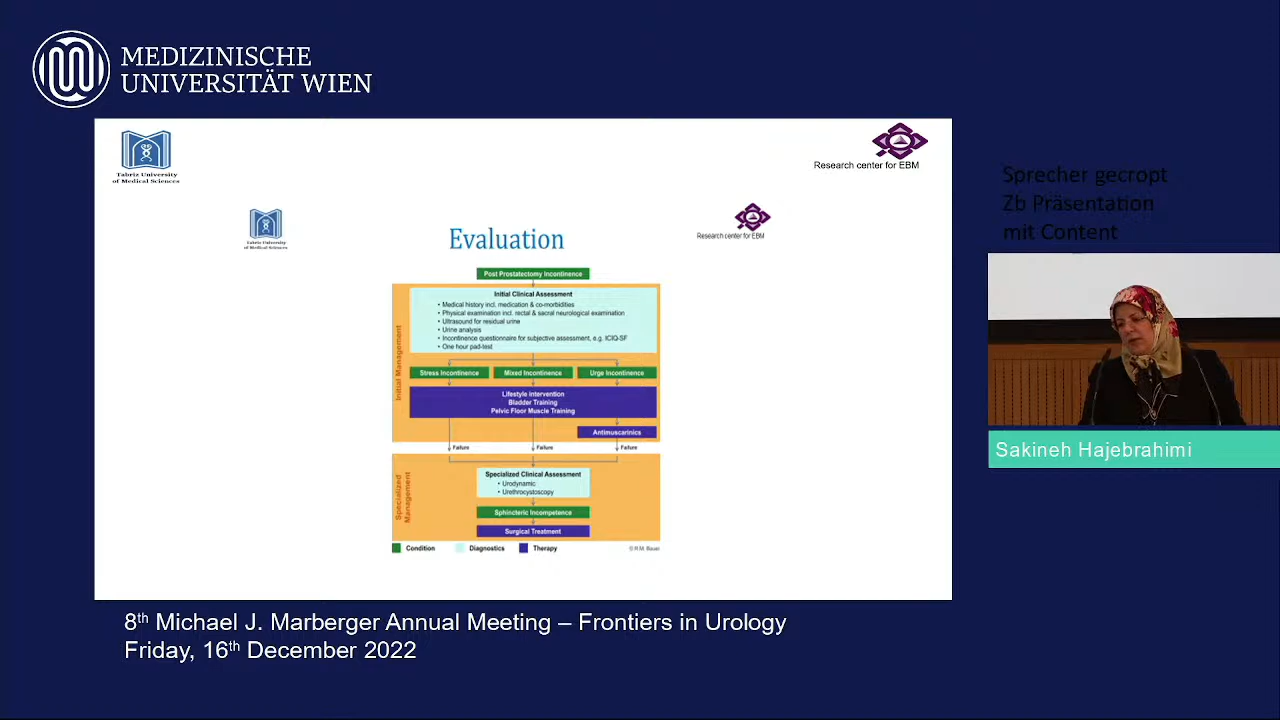 MEDIZINISCHE
UNIVERSITÄT WIEN
Tabriz University
of Medical Sciences
Research center for EBM
Tabriz University
of Medical Sciences
Research center for EBM
Evaluation
Post Prostatectomy Incontinence
Initial Management
Initial Clinical Assessment
• Medical history incl. medication & co-morbidities
• Physical examination incl. rectal & sacral neurological examination
• Ultrasound for residual urine
• Urine analysis
• Incontinence questionnaire for subjective assessment, e.g. ICIQ-SF
• One hour pad-test
Stress Incontinence Mixed Incontinence Urge Incontinence
Lifestyle Intervention
Bladder Training
Pelvic Floor Muscle Training
Antimuscarinics
Failure Failure Failure
Specialized
Management
Specialized Clinical Assessment
• Urodynamic
• Urethrocystoscopy
Sphincteric Incompetence
Surgical Treatment
Condition Diagnostics Therapy © R.M. Bauer
Sprecher gecropt
Zb Präsentation
mit Content
Sakineh Hajebrahimi
8th Michael J. Marberger Annual Meeting – Frontiers in Urology
Friday, 16th December 2022